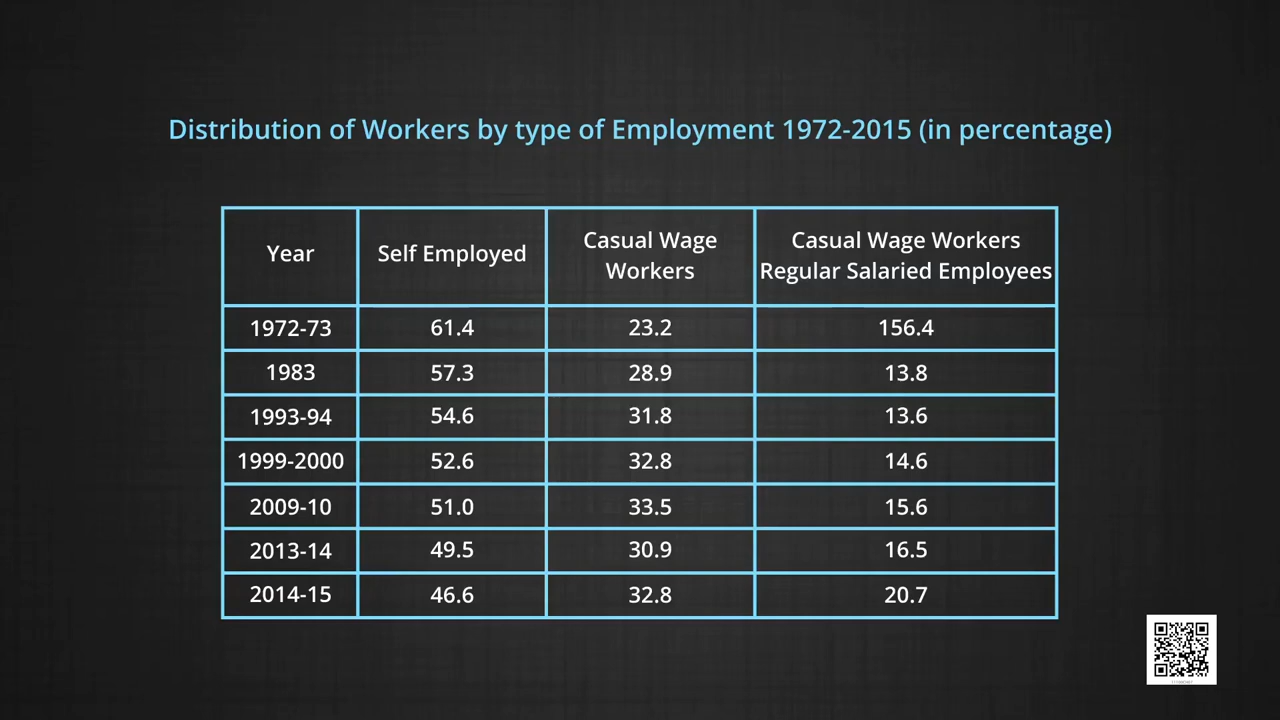 Distribution of Workers by type of Employment 1972-2015 (in percentage)
Year Self Employed Casual Wage Workers Casual Wage Workers Regular Salaried Employees
1972-73 61.4 23.2 156.4
1983 57.3 28.9 13.8
1993-94 54.6 31.8 13.6
1999-2000 52.6 32.8 14.6
2009-10 51.0 33.5 15.6
2013-14 49.5 30.9 16.5
2014-15 46.6 32.8 20.7